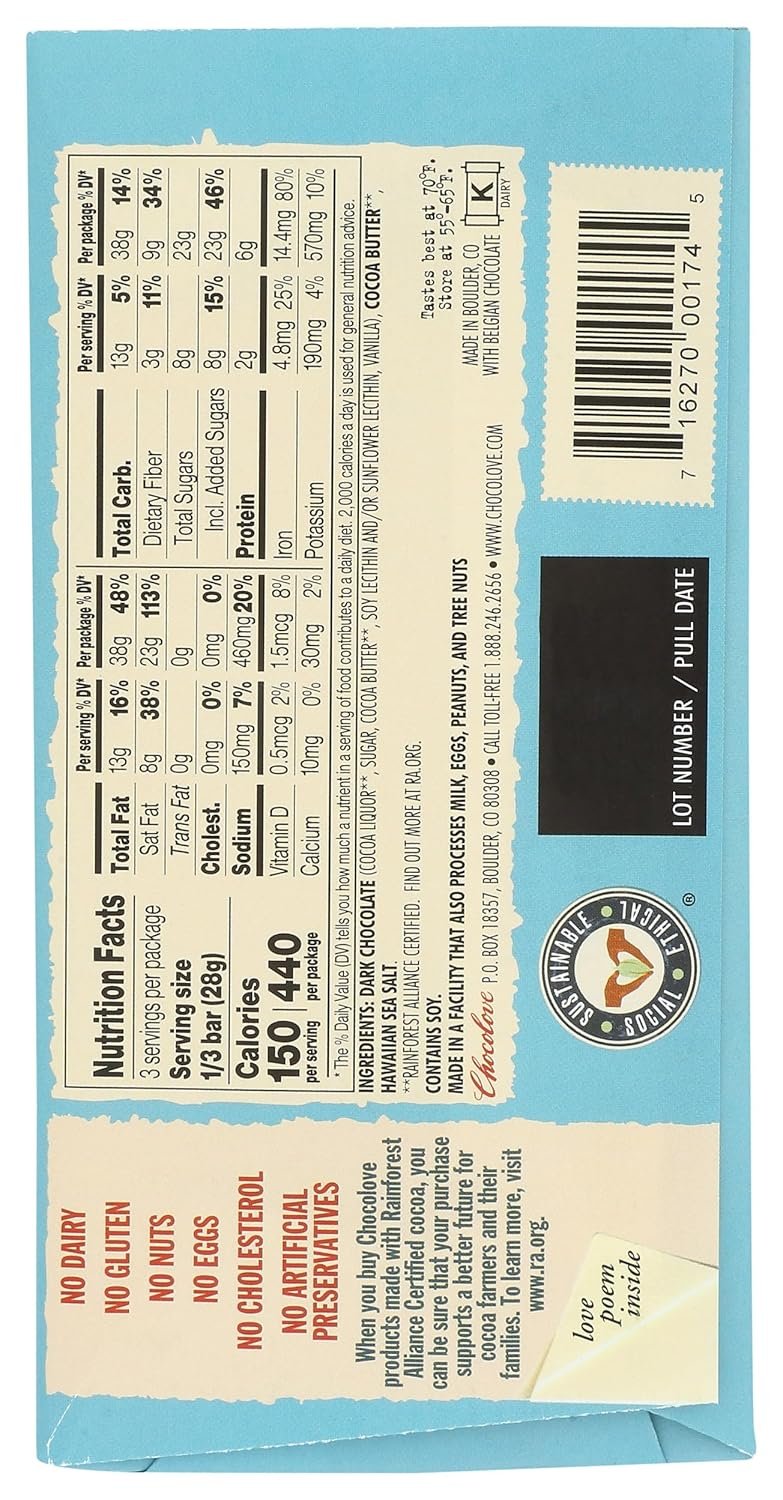 NO DAIRY
NO GLUTEN
NO NUTS
NO EGGS
NO CHOLESTEROL
NO ARTIFICIAL
PRESERVATIVES
When you buy Chocolove
products made with Rainforest
Alliance Certified cocoa, you
can be sure that your purchase
supports a better future for
cocoa farmers and their
families. To learn more, visit
www.ra.org.
love
poem
inside
Nutrition Facts
3 servings per package
Serving size
1/3 bar (28g)
Calories
150 440
per serving per package
Per serving % DV* Per package % DV*
Total Fat 13g 16% 38g 48%
Sat Fat 8g 38% 23g 113%
Trans Fat 0g 0g
Cholest. 0mg 0% 0mg 0%
Sodium 150mg 7% 460mg 20%
Vitamin D 0.5mcg 2% 1.5mcg 8%
Calcium 10mg 0% 30mg 2%
Per serving % DV* Per package % DV*
Total Carb. 13g 5% 38g 14%
Dietary Fiber 3g 11% 9g 34%
Total Sugars 8g 23g
Incl. Added Sugars 8g 15% 23g 46%
Protein 2g 6g
Iron 4.8mg 25% 14.4mg 80%
Potassium 190mg 4% 570mg 10%
* The % Daily Value (DV) tells you how much a nutrient in a serving of food contributes to a daily diet. 2,000 calories a day is used for general nutrition advice.
INGREDIENTS: DARK CHOCOLATE (COCOA LIQUOR**, SUGAR, COCOA BUTTER**, SOY LECITHIN AND/OR SUNFLOWER LECITHIN, VANILLA), COCOA BUTTER**,
HAWAIIAN SEA SALT.
**RAINFOREST ALLIANCE CERTIFIED. FIND OUT MORE AT RA.ORG.
CONTAINS SOY.
MADE IN A FACILITY THAT ALSO PROCESSES MILK, EGGS, PEANUTS, AND TREE NUTS
Chocolove P.O. BOX 18357, BOULDER, CO 80308 • CALL TOLL-FREE 1.888.246.2656 • WWW.CHOCOLOVE.COM
Tastes best at 70°F.
Store at 55°-65°F.
MADE IN BOULDER, CO
WITH BELGIAN CHOCOLATE
K
DAIRY
SUSTAINABLE • ETHICAL • SOCIAL •
®
LOT NUMBER / PULL DATE
7 16270 00174 5